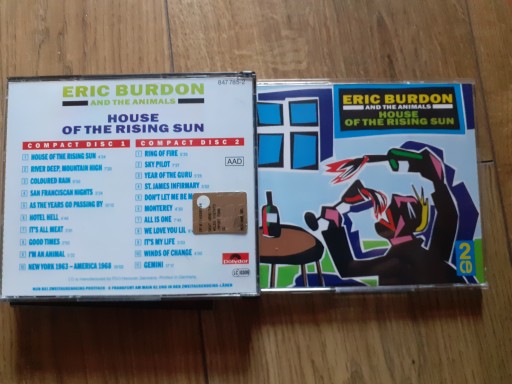 847 765-2
ERIC BURDON
AND THE ANIMALS
HOUSE
OF THE RISING SUN
COMPACT DISC 1
HOUSE OF THE RISING SUN
RIVER DEEP, MOUNTAIN HIGH
COLOURED RAIN
SAN FRANCISCAN NIGHTS
AS THE YEARS GO PASSING BY
HOTEL HELL
IT'S ALL MEAT
GOOD TIMES
I'M AN ANIMAL
NEW YORK 1963 - AMERICA 1968
COMPACT DISC 2
RING OF FIRE
SKY PILOT
YEAR OF THE GURU
ST. JAMES INFIRMARY
DON'T LET ME BE
MONTEREY
ALL IS ONE
WE LOVE YOU LIL
IT'S MY LIFE
WINDS OF CHANGE
GEMINI
AAD
Polydor
ERIC BURDON
AND THE ANIMALS
HOUSE
OF THE RISING SUN
2